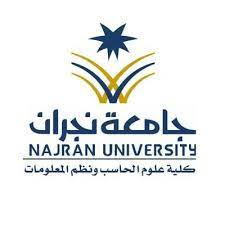 جامعة نجران
NAJRAN UNIVERSITY
كلية علوم الحاسب ونظم المعلومات